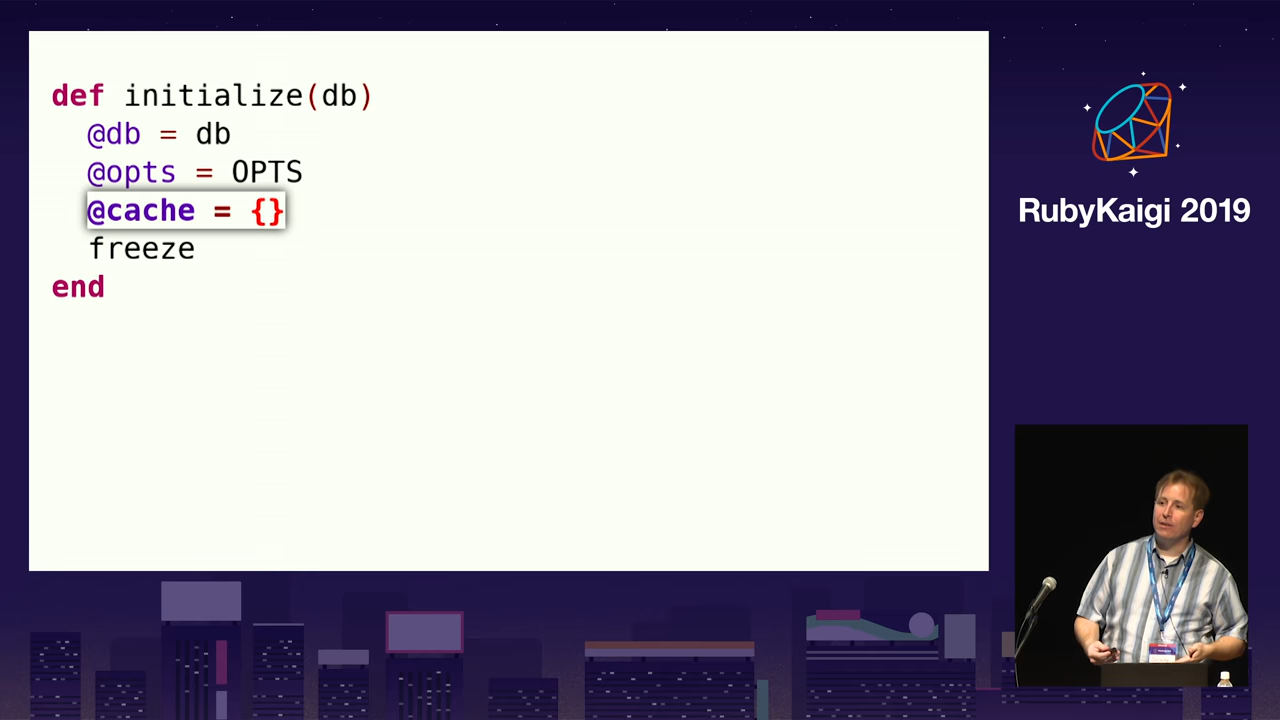 def initialize(db)
  @db = db
  @opts = OPTS
  @cache = {}
  freeze
end
RubyKaigi 2019